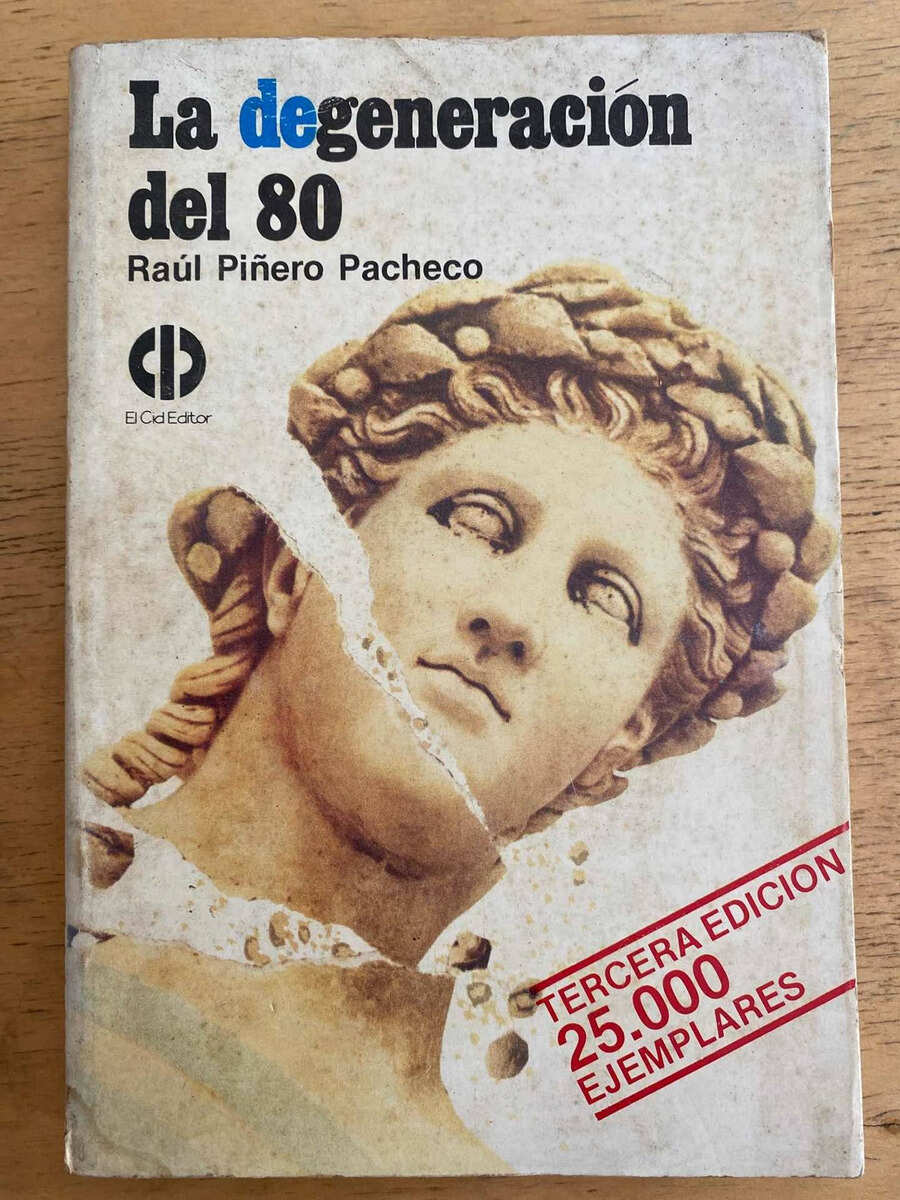 La degeneración
del 80
Raúl Piñero Pacheco
El Cid Editor
TERCERA EDICION
25.000
EJEMPLARES